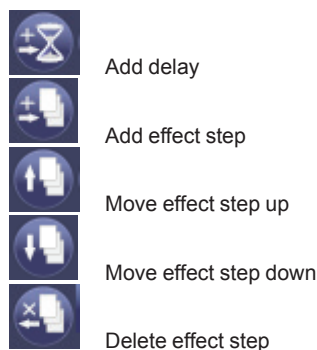 Add delay
Add effect step
Move effect step up
Move effect step down
Delete effect step